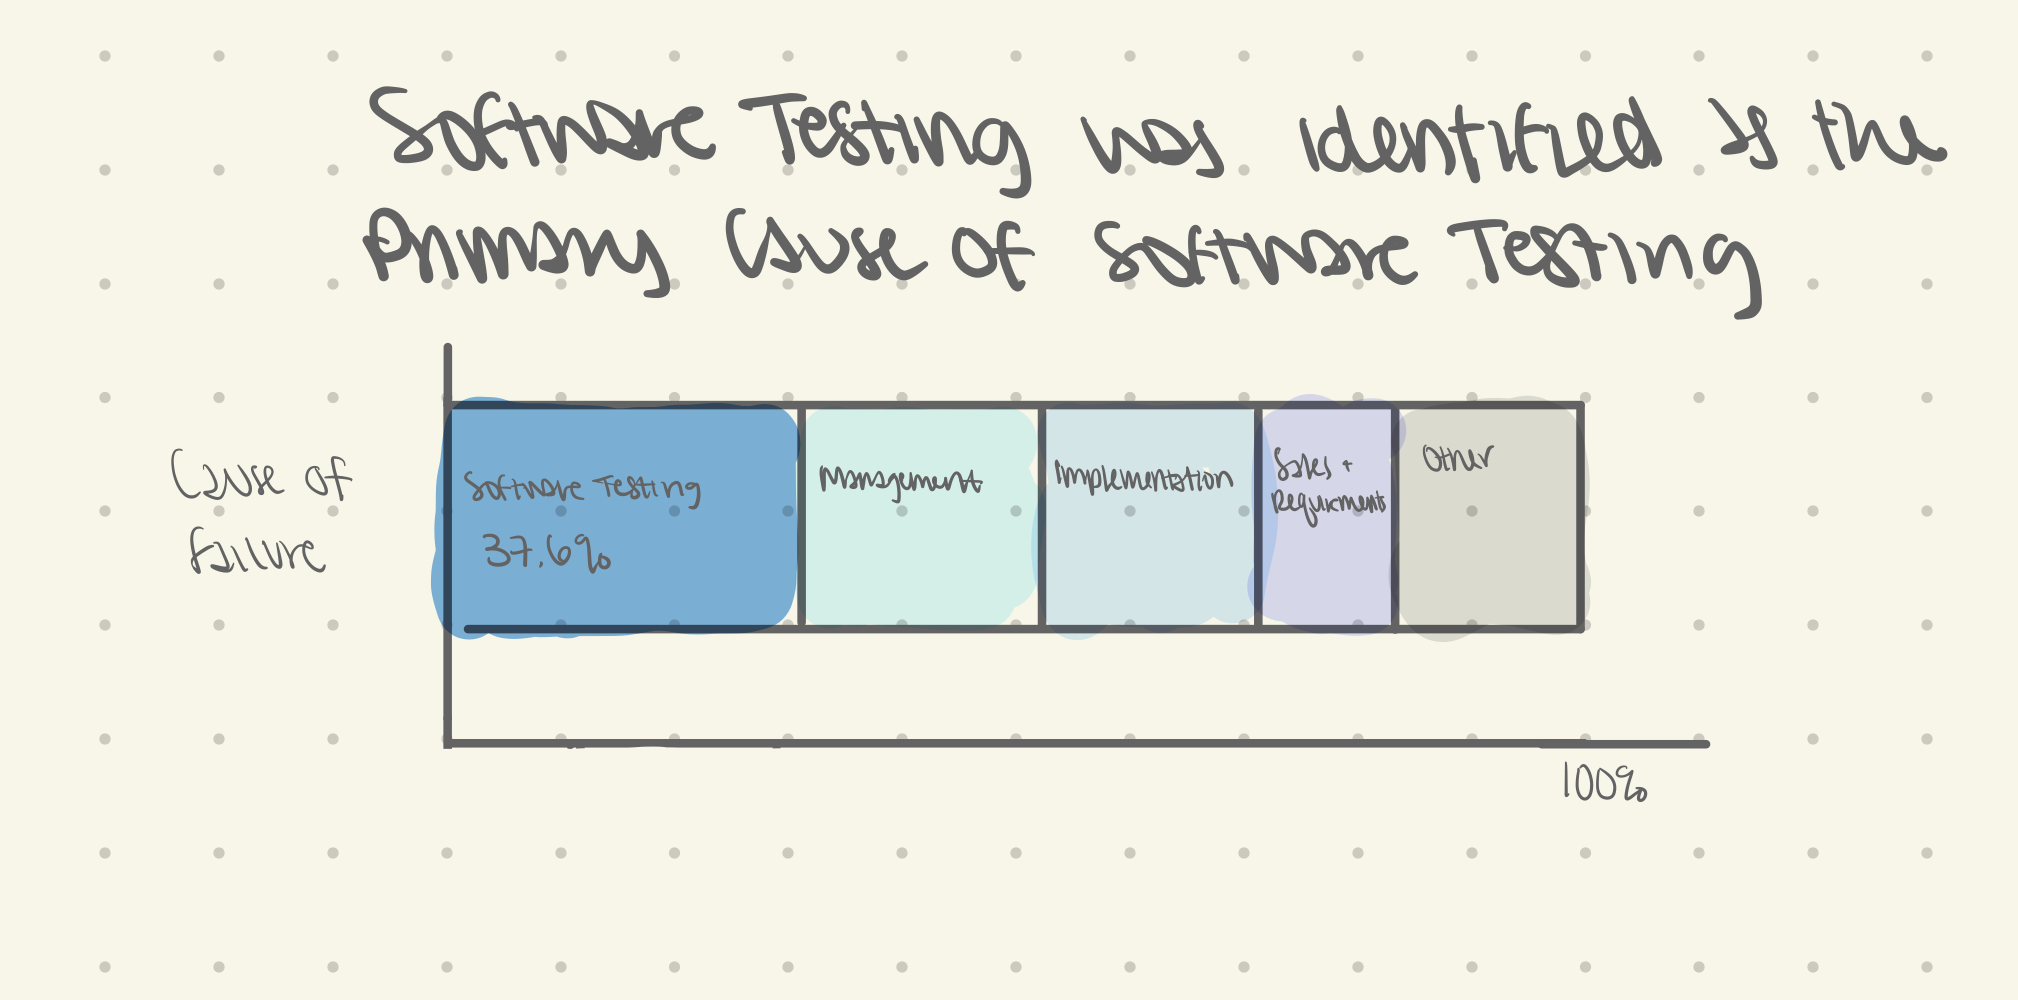 Software Testing was identified as the
Primary Cause of Software Testing
Cause of
failure
Software Testing
37.6%
Management
Implementation
Sales +
Requirements
Other
100%